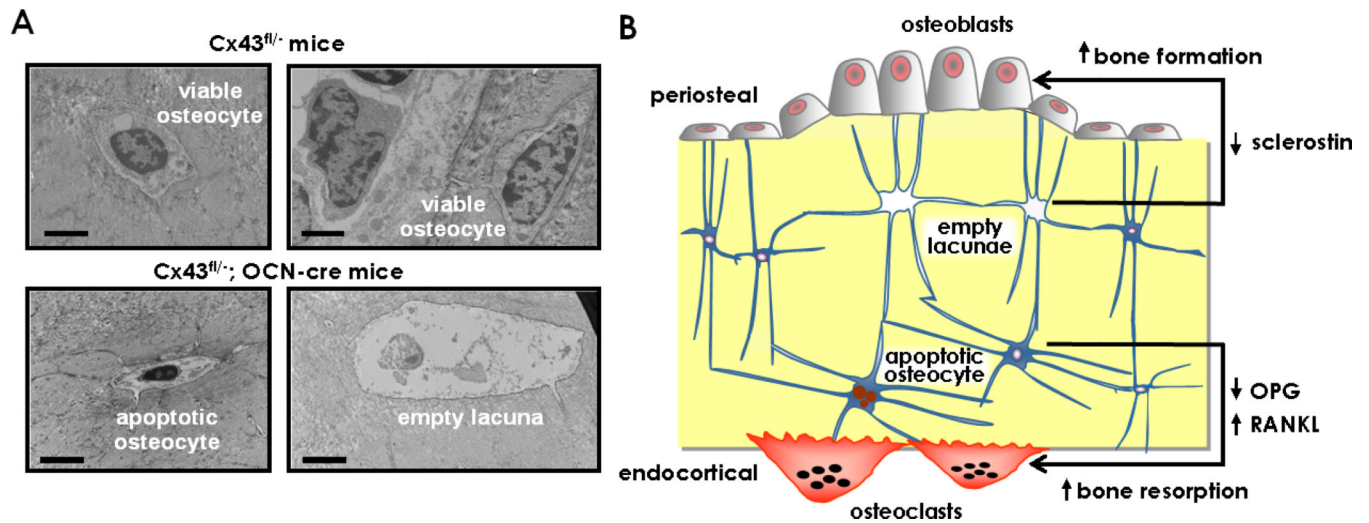 A
Cx43fl/- mice
viable
osteocyte
viable
osteocyte
Cx43fl/-; OCN-cre mice
apoptotic
osteocyte
empty lacuna
B
osteoblasts
↑ bone formation
periosteal
↓ sclerostin
empty
lacunae
apoptotic
osteocyte
↓ OPG
↑ RANKL
endocortical
↑ bone resorption
osteoclasts